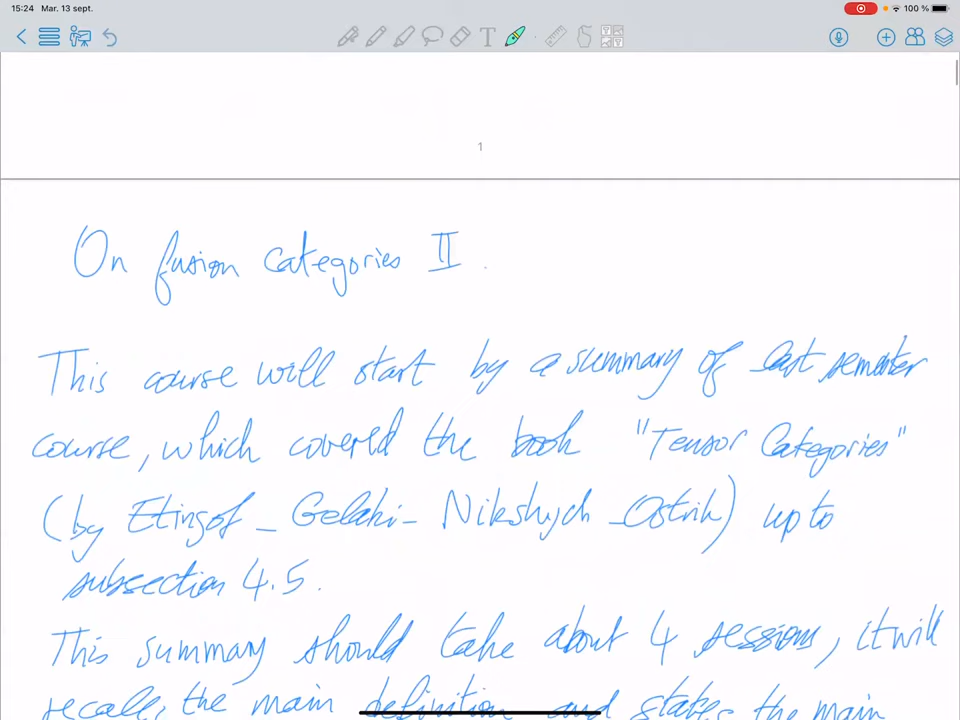 15:24 Mar. 13 sept. 100 %
1
On fusion categories II.
This course will start by a summary of last semester
course, which covered the book "Tensor Categories"
(by Etingof - Gelaki - Nikshych - Ostrik) up to
subsection 4.5.
This summary should take about 4 sessions, it will
recall the main definition and states the main